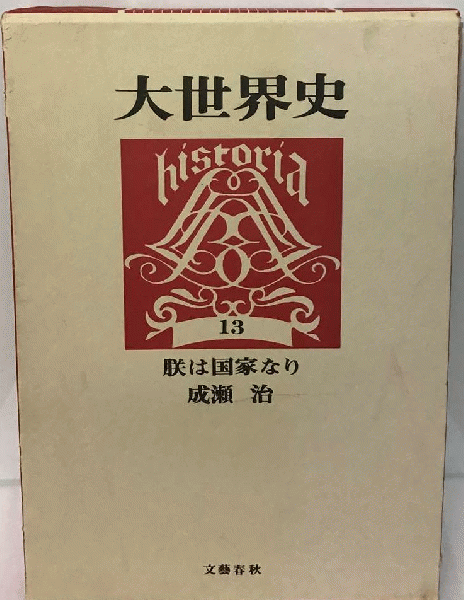 大世界史
historia
13
朕は国家なり
成瀬 治
文藝春秋